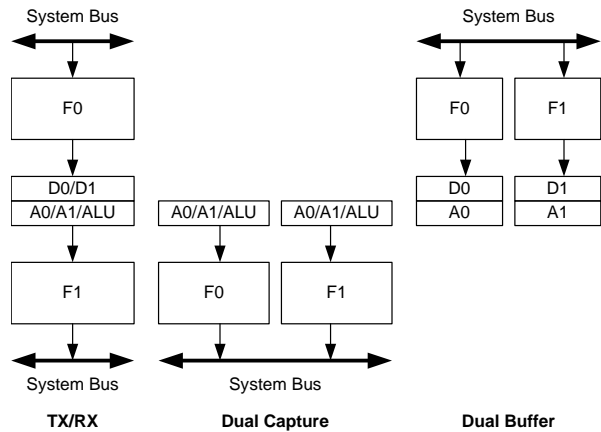 System Bus
F0
D0/D1
A0/A1/ALU
F1
System Bus
TX/RX
A0/A1/ALU
A0/A1/ALU
F0
F1
System Bus
Dual Capture
System Bus
F0
F1
D0
D1
A0
A1
Dual Buffer